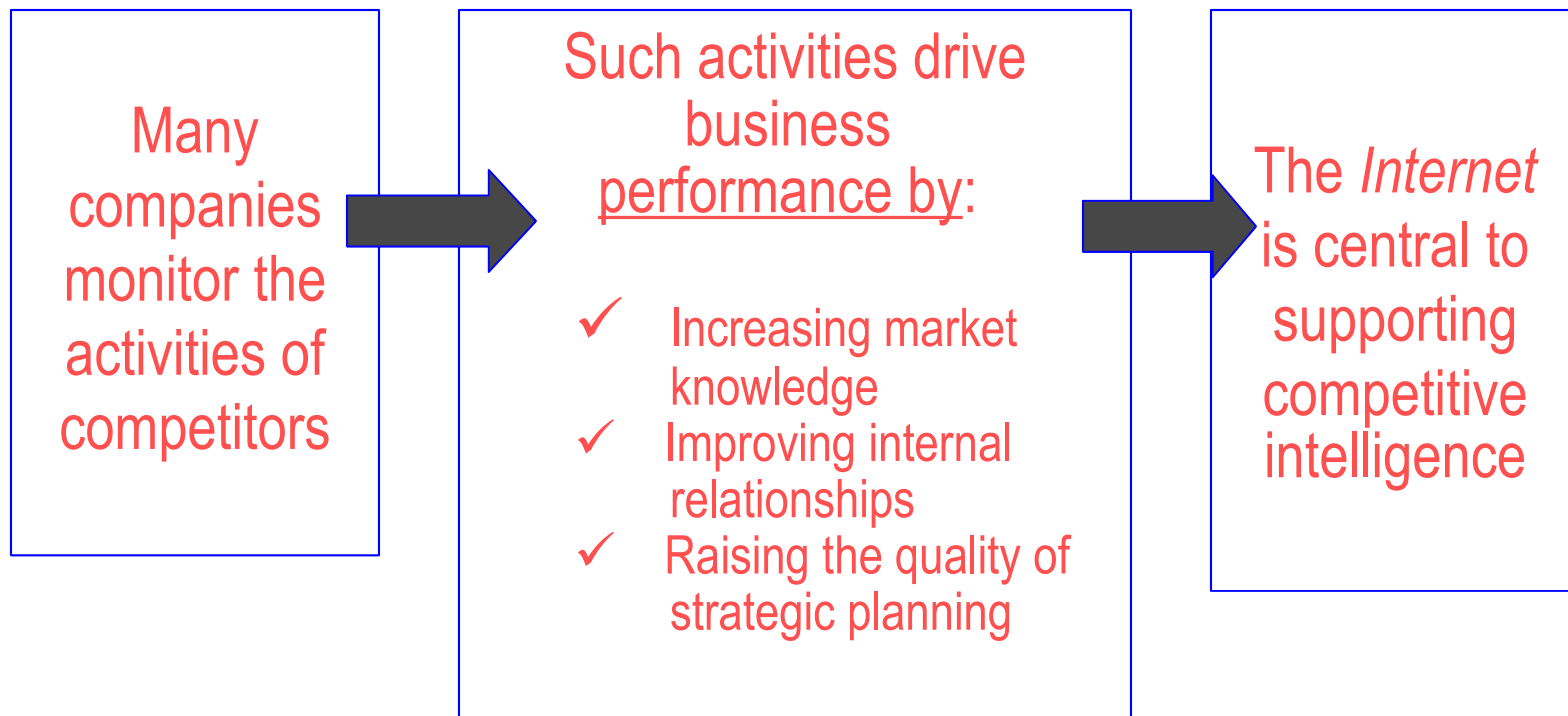 Many
companies
monitor the
activities of
competitors
Such activities drive
business
performance by:
✓ Increasing market
knowledge
✓ Improving internal
relationships
✓ Raising the quality of
strategic planning
The Internet
is central to
supporting
competitive
intelligence